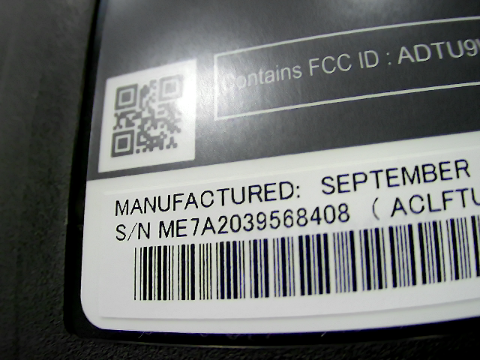 Contains FCC ID : ADTU9
MANUFACTURED: SEPTEMBER
S/N ME7A2039568408 ( ACLFTU